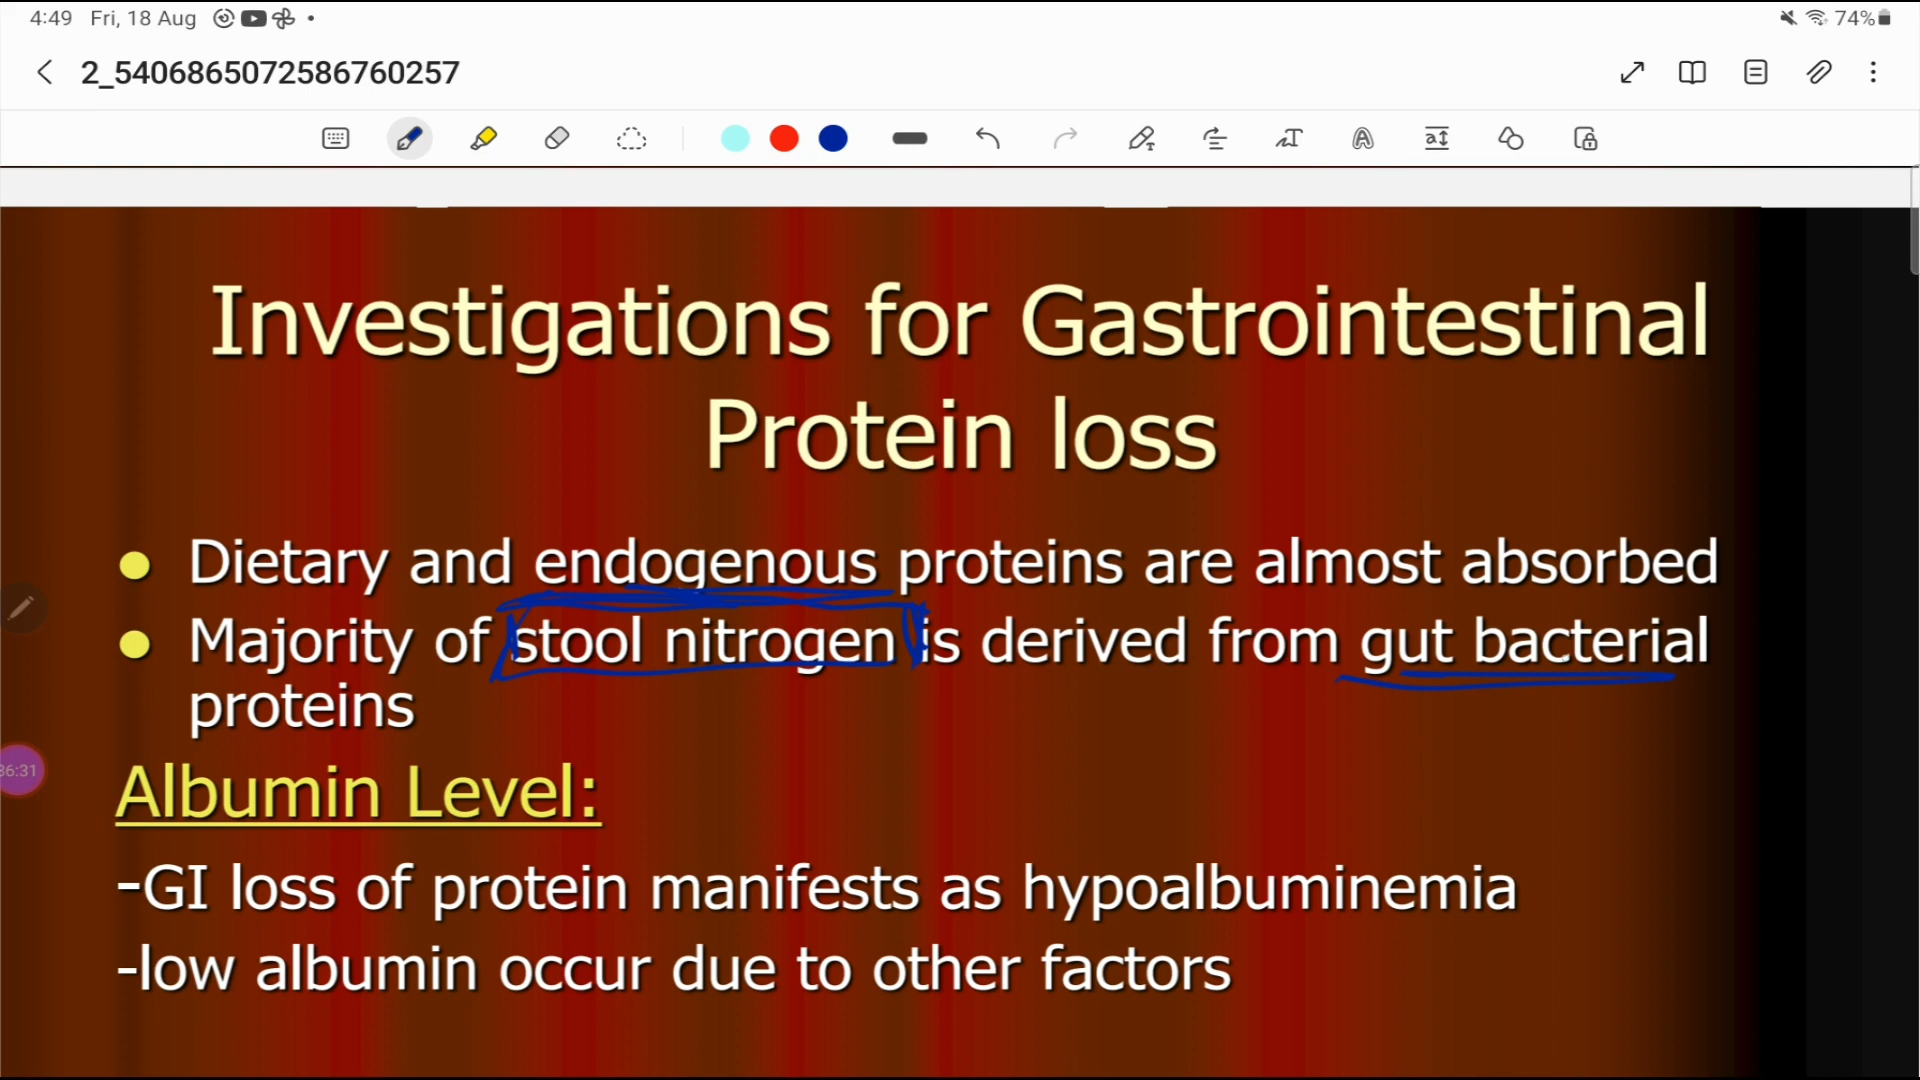 4:49 Fri, 18 Aug
74%
2_5406865072586760257
Investigations for Gastrointestinal
Protein loss
Dietary and endogenous proteins are almost absorbed
Majority of stool nitrogen is derived from gut bacterial
proteins
36:31
Albumin Level:
-GI loss of protein manifests as hypoalbuminemia
-low albumin occur due to other factors